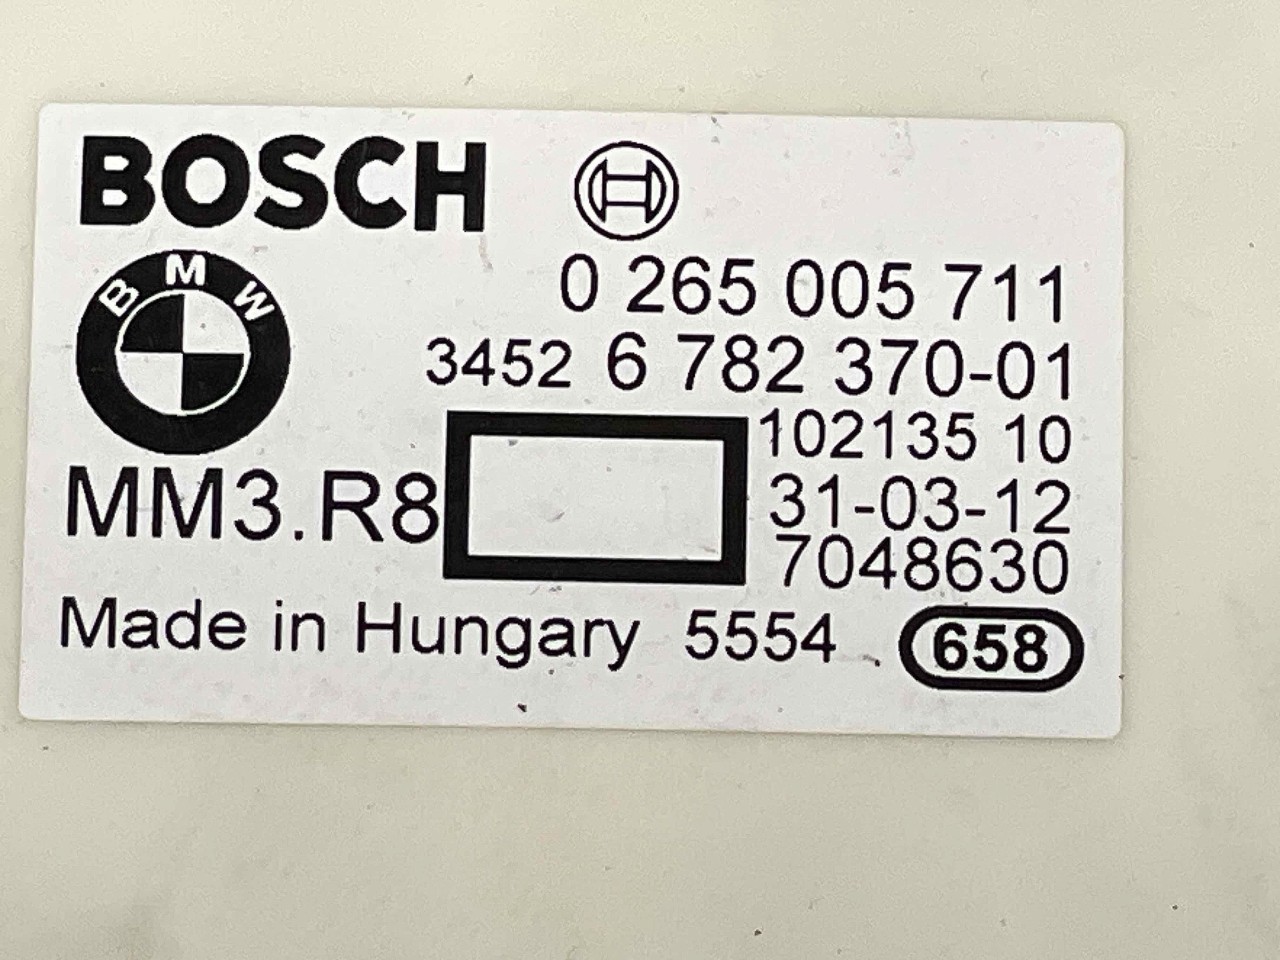 BOSCH
BMW
0 265 005 711
3452 6 782 370-01
102135 10
MM3.R8
31-03-12
7048630
Made in Hungary 5554
658